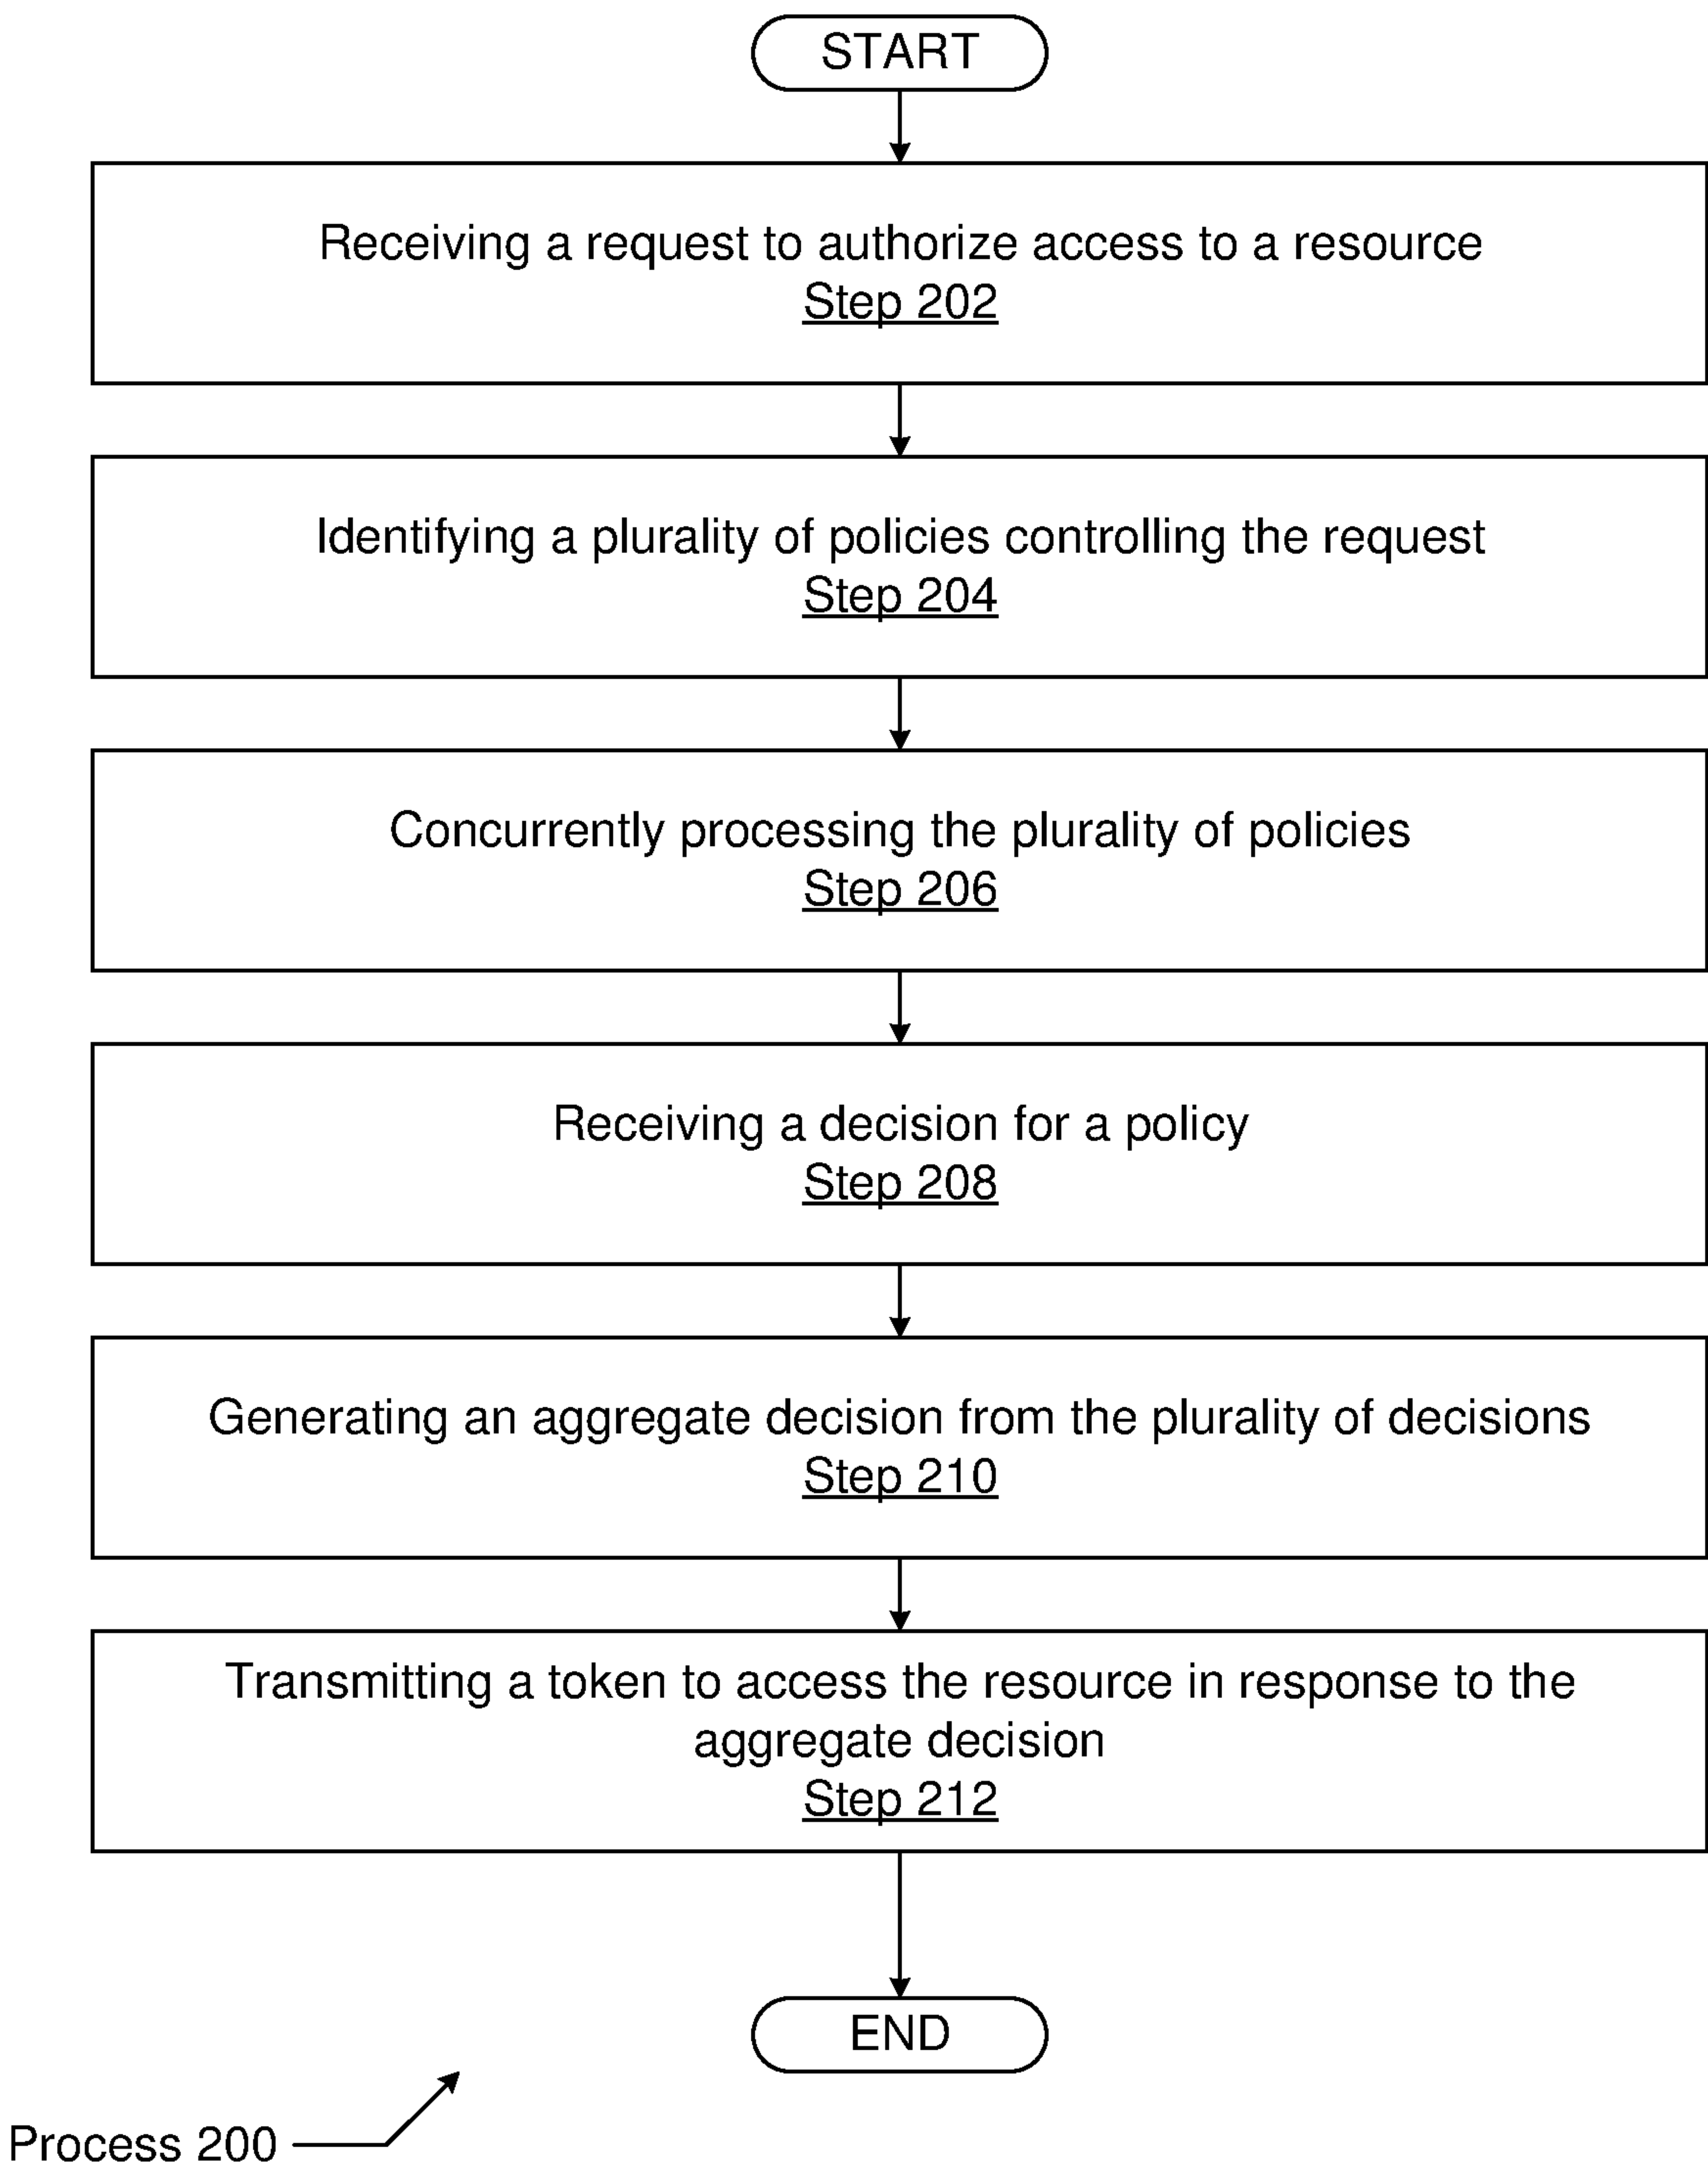 START
Receiving a request to authorize access to a resource
Step 202
Identifying a plurality of policies controlling the request
Step 204
Concurrently processing the plurality of policies
Step 206
Receiving a decision for a policy
Step 208
Generating an aggregate decision from the plurality of decisions
Step 210
Transmitting a token to access the resource in response to the
aggregate decision
Step 212
END
Process 200